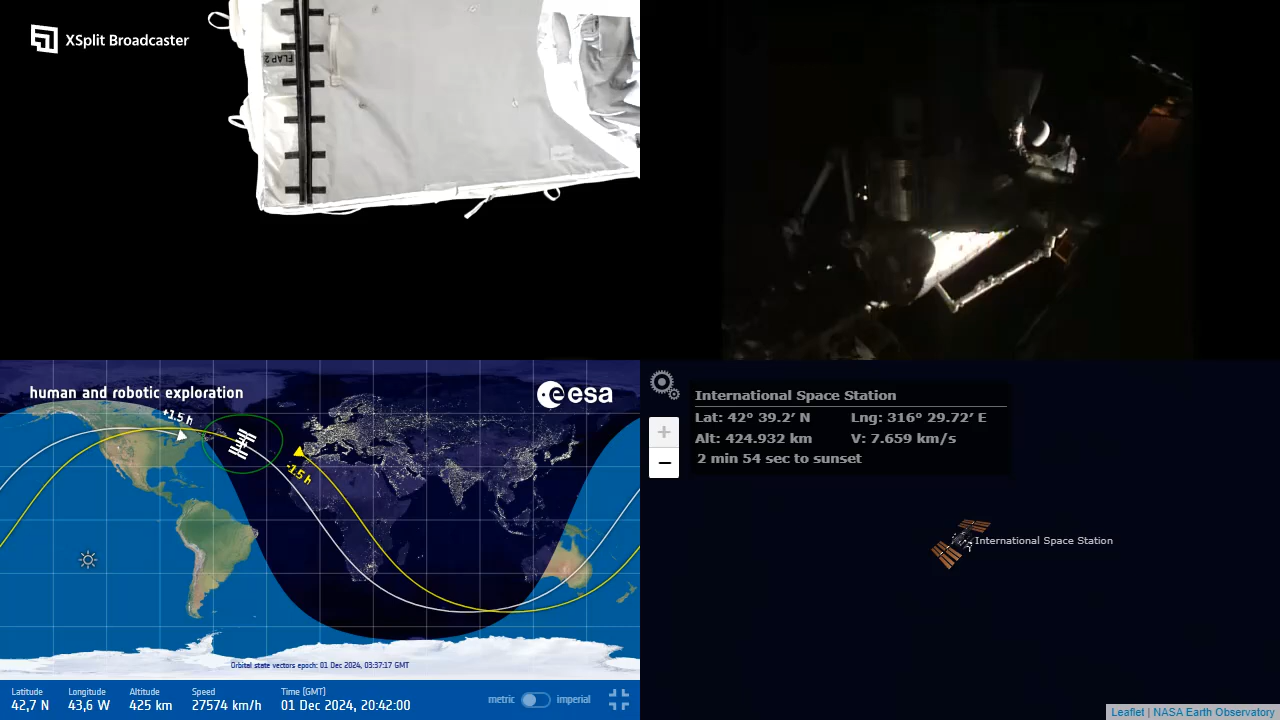 XSplit Broadcaster
FLAP 2
human and robotic exploration
esa
+1.5 h
-1.5 h
Orbital state vectors epoch: 01 Dec 2024, 03:37:17 GMT
Latitude Longitude Altitude Speed Time (GMT)
42,7 N 43,6 W 425 km 27574 km/h 01 Dec 2024, 20:42:00
metric imperial
International Space Station
Lat: 42° 39.2′ N Lng: 316° 29.72′ E
Alt: 424.932 km V: 7.659 km/s
2 min 54 sec to sunset
+
−
International Space Station
Leaflet | NASA Earth Observatory